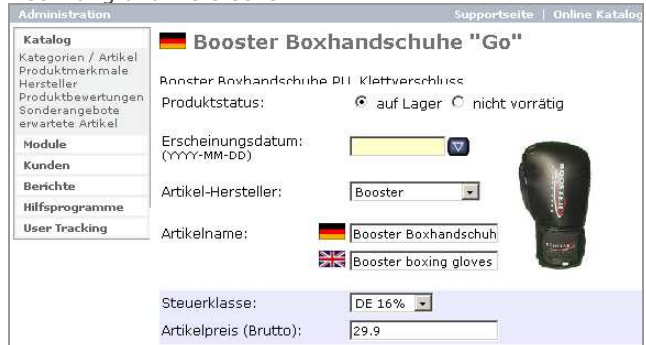 Administration
Supportseite | Online Katalog
Katalog
Kategorien / Artikel
Produktmerkmale
Hersteller
Produktbewertungen
Sonderangebote
erwartete Artikel
Module
Kunden
Berichte
Hilfsprogramme
User Tracking
Booster Boxhandschuhe "Go"
Booster Boxhandschuhe PU, Klettverschluss
Produktstatus: auf Lager nicht vorrätig
Erscheinungsdatum:
(YYYY-MM-DD)
Artikel-Hersteller: Booster
Artikelname: Booster Boxhandschuh
Booster boxing gloves
Steuerklasse: DE 16%
Artikelpreis (Brutto): 29.9